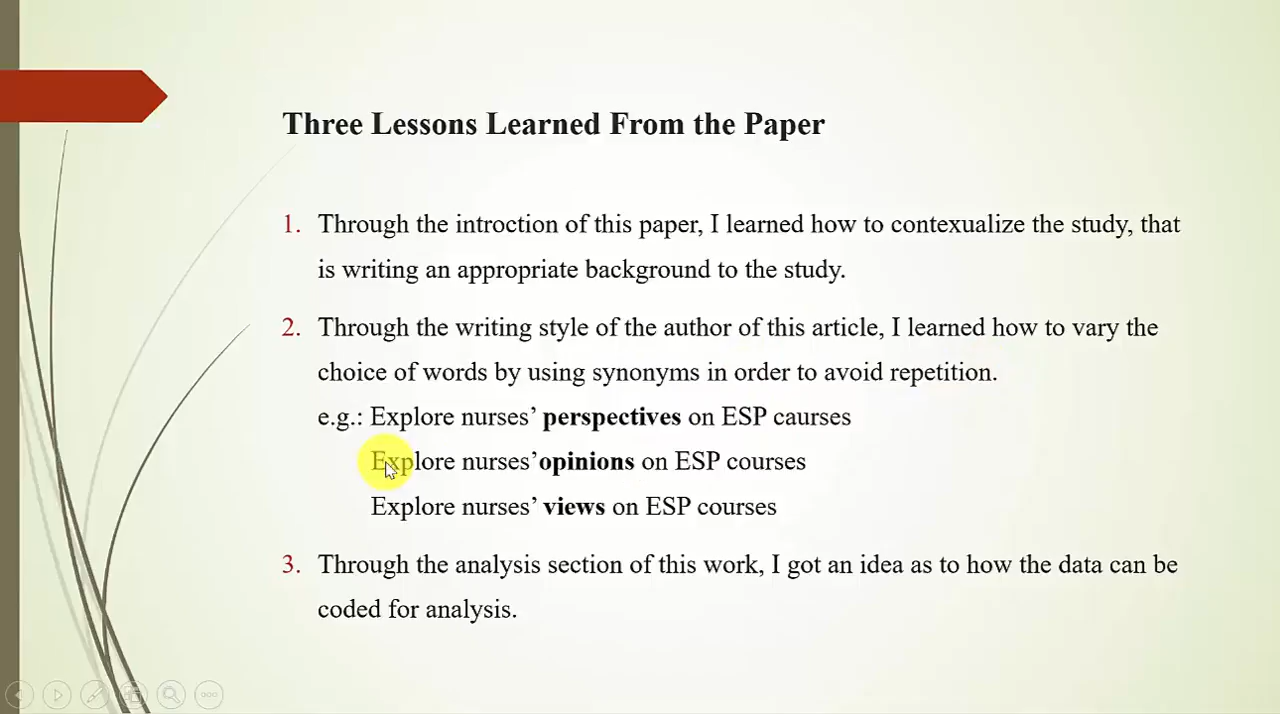 Three Lessons Learned From the Paper
1. Through the introction of this paper, I learned how to contexualize the study, that
is writing an appropriate background to the study.
2. Through the writing style of the author of this article, I learned how to vary the
choice of words by using synonyms in order to avoid repetition.
e.g.: Explore nurses’ perspectives on ESP caurses
Explore nurses’opinions on ESP courses
Explore nurses’ views on ESP courses
3. Through the analysis section of this work, I got an idea as to how the data can be
coded for analysis.